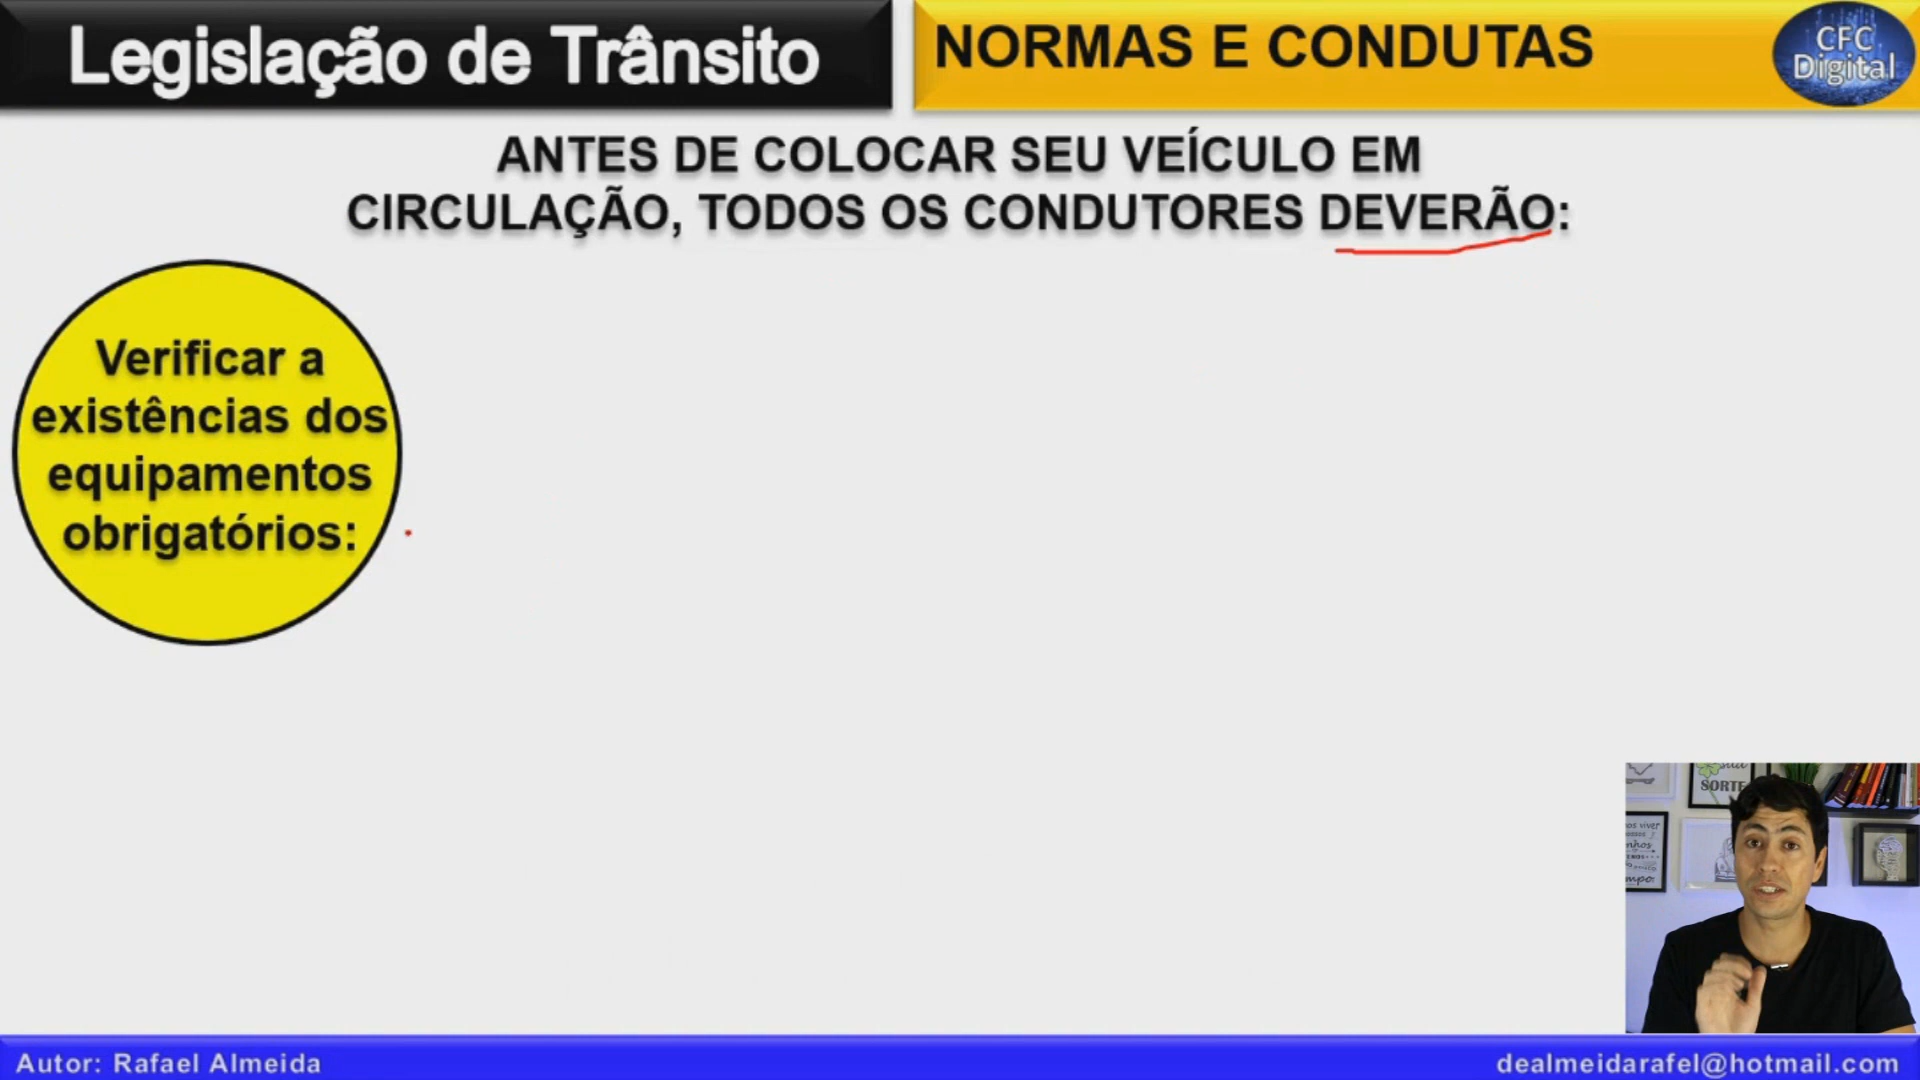 Legislação de Trânsito
NORMAS E CONDUTAS
CFC
Digital
ANTES DE COLOCAR SEU VEÍCULO EM
CIRCULAÇÃO, TODOS OS CONDUTORES DEVERÃO:
Verificar a
existências dos
equipamentos
obrigatórios:
SORTE
Autor: Rafael Almeida
dealmeidarafel@hotmail.com